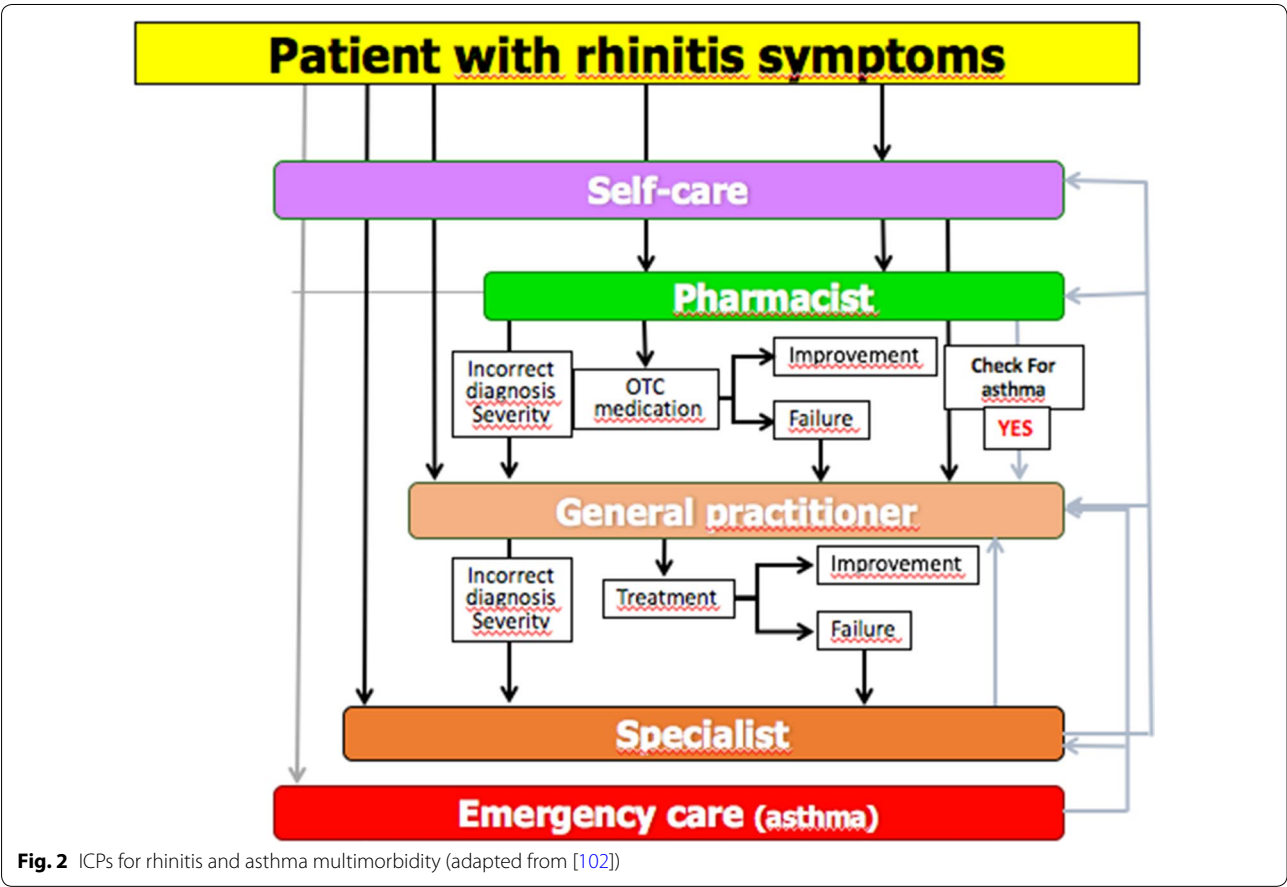 Patient with rhinitis symptoms
Self-care
Pharmacist
Incorrect
diagnosis
Severity
OTC
medication
Improvement
Failure
Check For
asthma
YES
General practitioner
Incorrect
diagnosis
Severity
Treatment
Improvement
Failure
Specialist
Emergency care (asthma)
Fig. 2 ICPs for rhinitis and asthma multimorbidity (adapted from [102])